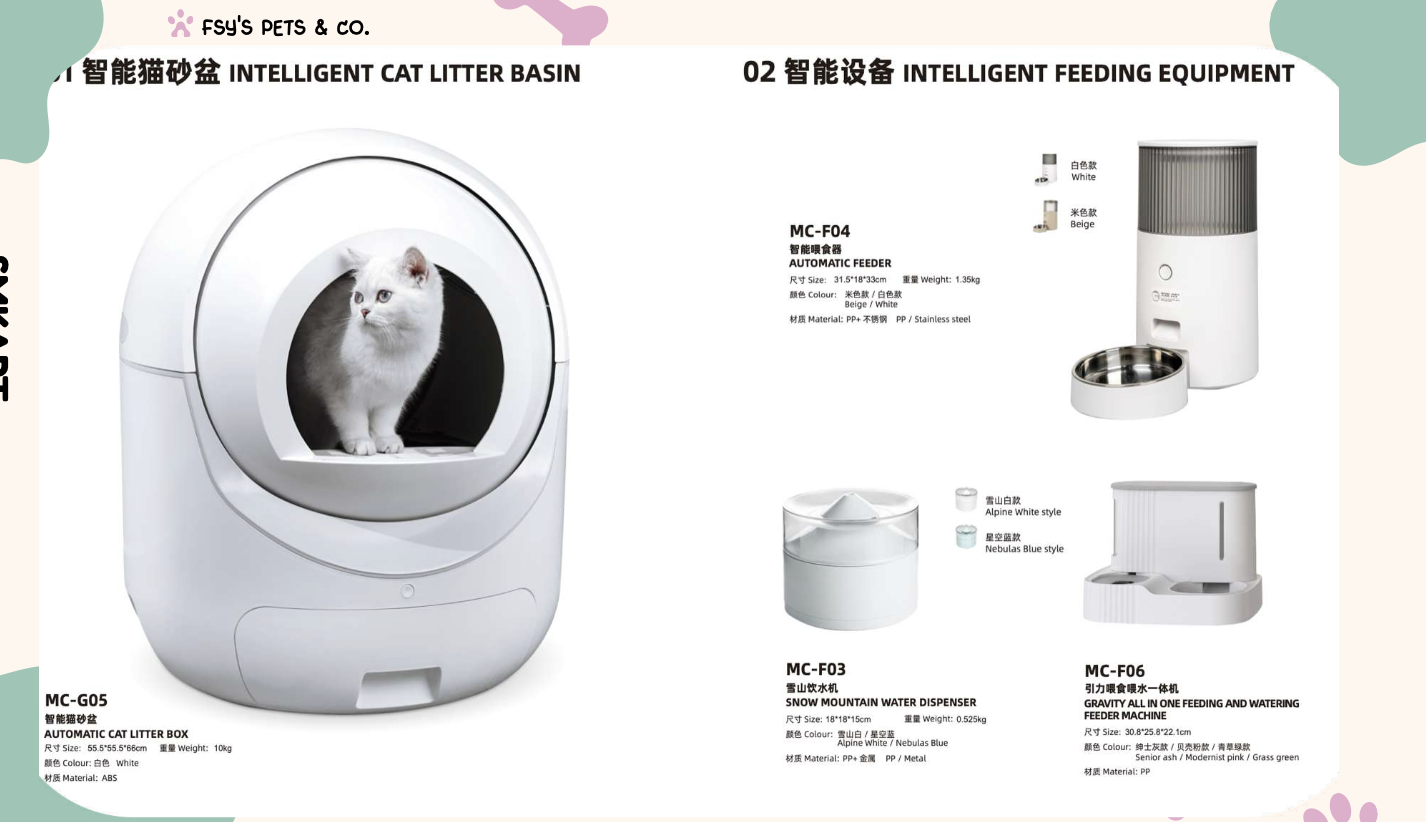 FSY'S PETS & CO.
智能猫砂盆 INTELLIGENT CAT LITTER BASIN
02 智能设备 INTELLIGENT FEEDING EQUIPMENT
白色款
White
米色款
Beige
MC-F04
智能喂食器
AUTOMATIC FEEDER
尺寸 Size: 31.5*18*33cm 重量 Weight: 1.35kg
颜色 Colour: 米色款 / 白色款
Beige / White
材质 Material: PP+ 不锈钢 PP / Stainless steel
雪山白款
Alpine White style
星空蓝款
Nebulas Blue style
MC-G05
智能猫砂盆
AUTOMATIC CAT LITTER BOX
尺寸 Size: 55.5*55.5*66cm 重量 Weight: 10kg
颜色 Colour: 白色 White
材质 Material: ABS
MC-F03
雪山饮水机
SNOW MOUNTAIN WATER DISPENSER
尺寸 Size: 18*18*15cm 重量 Weight: 0.525kg
颜色 Colour: 雪山白 / 星空蓝
Alpine White / Nebulas Blue
材质 Material: PP+ 金属 PP / Metal
MC-F06
引力喂食喂水一体机
GRAVITY ALL IN ONE FEEDING AND WATERING
FEEDER MACHINE
尺寸 Size: 30.8*25.8*22.1cm
颜色 Colour: 绅士灰款 / 贝壳粉款 / 青草绿款
Senior ash / Modernist pink / Grass green
材质 Material: PP